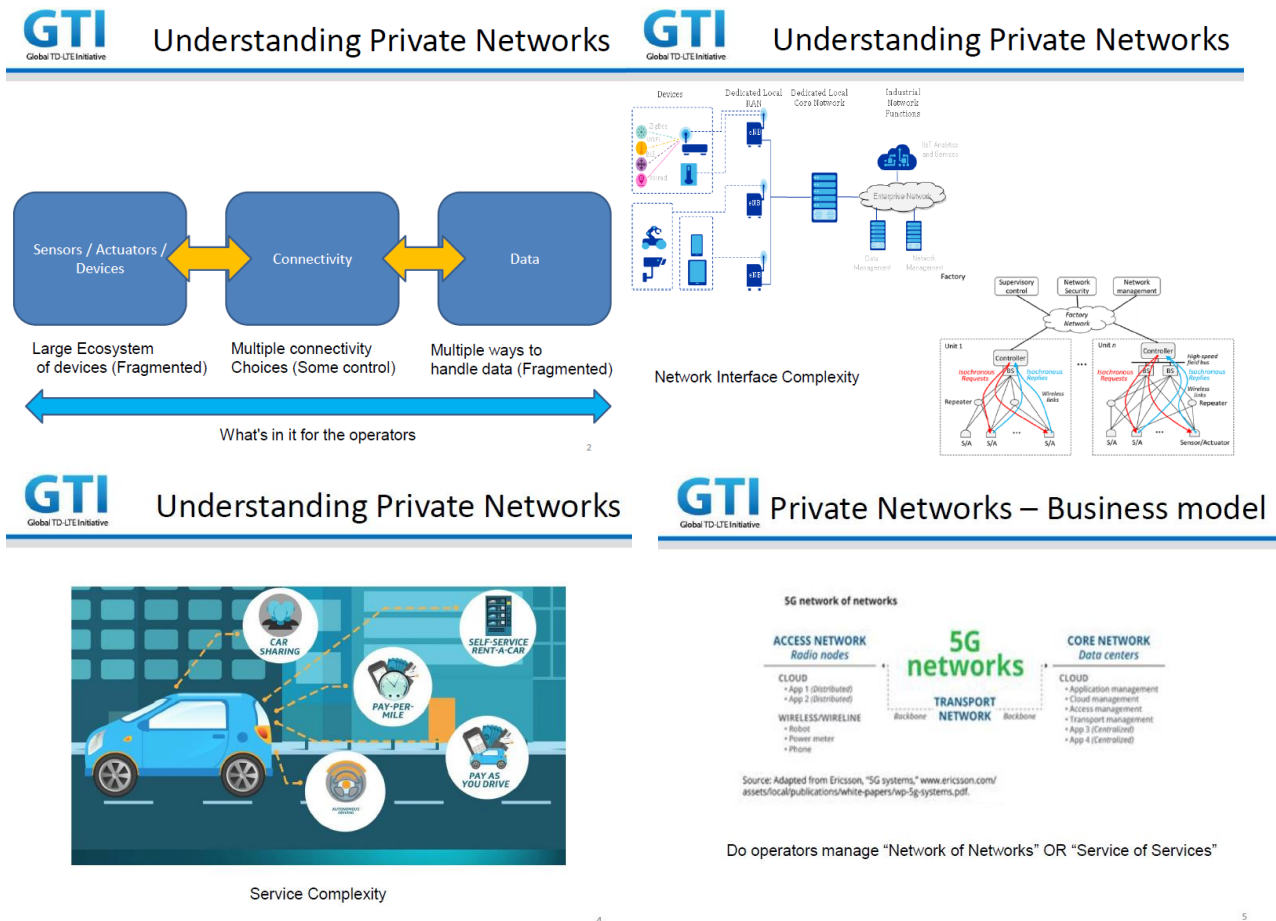 GTI
Global TD-LTE Initiative
Understanding Private Networks
Sensors / Actuators /
Devices
Connectivity
Data
Large Ecosystem
of devices (Fragmented)
Multiple connectivity
Choices (Some control)
Multiple ways to
handle data (Fragmented)
What's in it for the operators
2
GTI
Global TD-LTE Initiative
Understanding Private Networks
Devices
Dedicated Local
RAN
Dedicated Local
Core Network
Industrial
Network
Functions
Zigbee
eNB
eNB
eNB
IIoT Analytics
and Services
Enterprise Network
Data
Management
Network
Management
Network Interface Complexity
Factory
Supervisory
control
Network
Security
Network
management
Factory
Network
Unit 1
Controller
BS
Isochronous
Requests
Isochronous
Replies
Wireless
links
Repeater
...
S/A
S/A
S/A
...
Unit n
Controller
High-speed
field bus
BS
BS
Isochronous
Requests
Isochronous
Replies
Wireless
links
Repeater
...
S/A
S/A
Sensor/Actuator
GTI
Global TD-LTE Initiative
Understanding Private Networks
CAR
SHARING
SELF-SERVICE
RENT-A-CAR
PAY-PER-
MILE
PAY AS
YOU DRIVE
AUTONOMOUS
DRIVING
Service Complexity
4
GTI
Global TD-LTE Initiative
Private Networks – Business model
5G network of networks
ACCESS NETWORK
Radio nodes
CLOUD
• App 1 (Distributed)
• App 2 (Distributed)
WIRELESS/WIRELINE
• Robot
• Power meter
• Phone
5G
networks
Backbone
TRANSPORT
NETWORK
Backbone
CORE NETWORK
Data centers
CLOUD
• Application management
• Cloud management
• Access management
• Transport management
• App 3 (Centralized)
• App 4 (Centralized)
Source: Adapted from Ericsson, "5G systems," www.ericsson.com/
assets/local/publications/white-papers/wp-5g-systems.pdf.
Do operators manage “Network of Networks” OR “Service of Services”
5